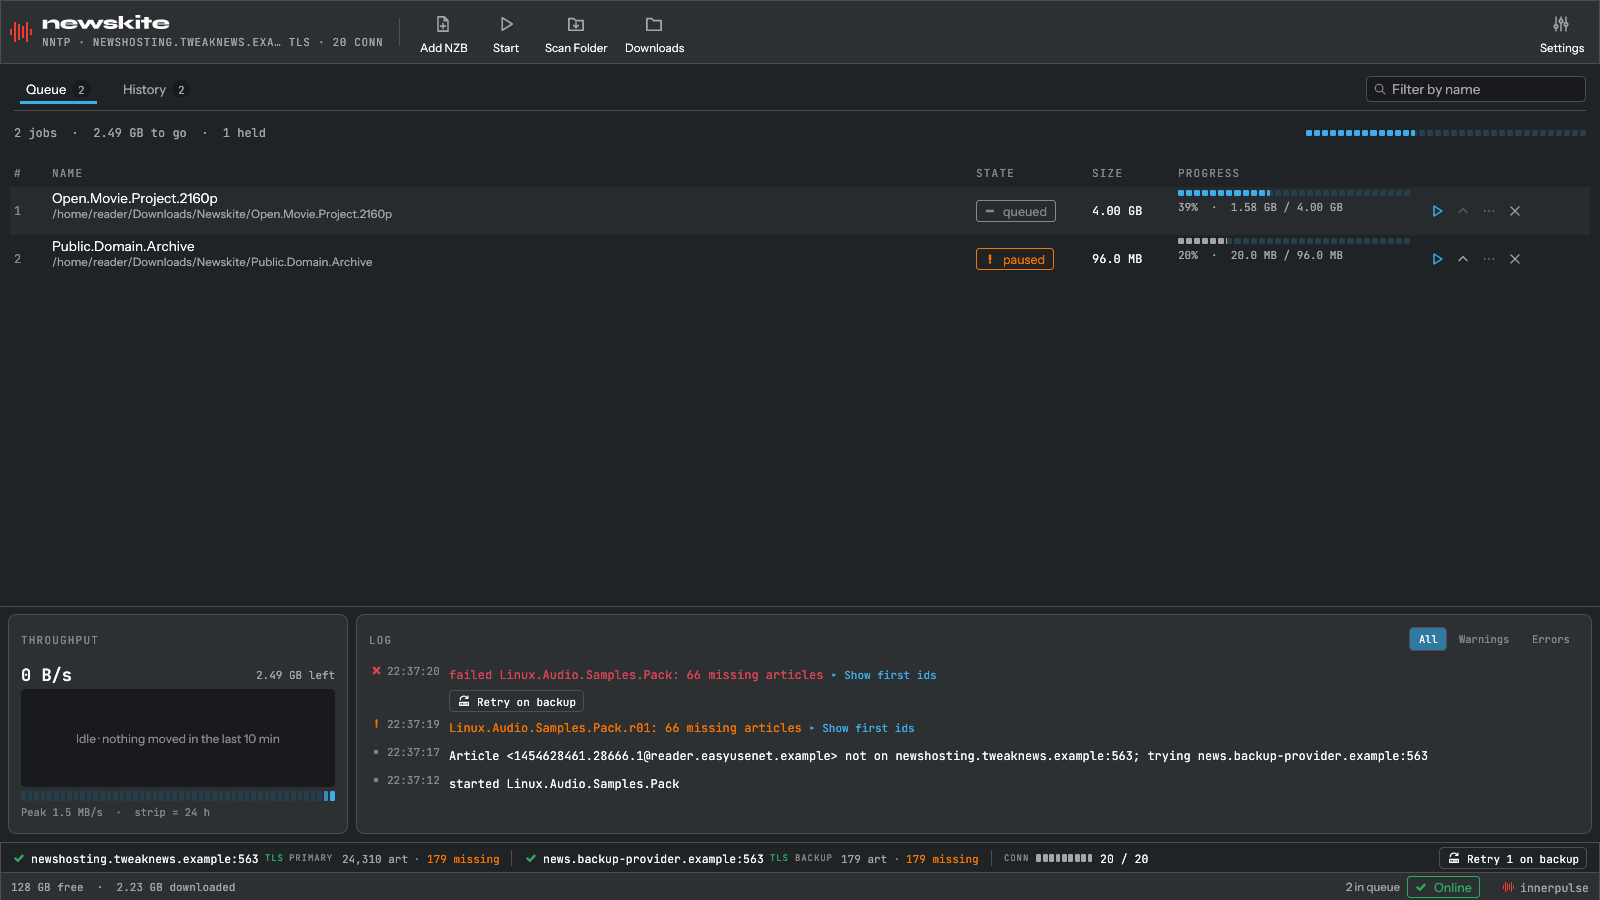 newskite
NNTP · NEWSHOSTING.TWEAKNEWS.EXA… TLS · 20 CONN
Add NZB
Start
Scan Folder
Downloads
Settings
Queue 2
History 2
Filter by name
2 jobs · 2.49 GB to go · 1 held
# NAME STATE SIZE PROGRESS
1 Open.Movie.Project.2160p
/home/reader/Downloads/Newskite/Open.Movie.Project.2160p
queued
4.00 GB
39% · 1.58 GB / 4.00 GB
2 Public.Domain.Archive
/home/reader/Downloads/Newskite/Public.Domain.Archive
! paused
96.0 MB
20% · 20.0 MB / 96.0 MB
THROUGHPUT
0 B/s 2.49 GB left
Idle · nothing moved in the last 10 min
Peak 1.5 MB/s · strip = 24 h
LOG
All Warnings Errors
22:37:20 failed Linux.Audio.Samples.Pack: 66 missing articles ▸ Show first ids
Retry on backup
! 22:37:19 Linux.Audio.Samples.Pack.r01: 66 missing articles ▸ Show first ids
22:37:17 Article <1454628461.28666.1@reader.easyusenet.example> not on newshosting.tweaknews.example:563; trying news.backup-provider.example:563
22:37:12 started Linux.Audio.Samples.Pack
newshosting.tweaknews.example:563 TLS PRIMARY 24,310 art · 179 missing
news.backup-provider.example:563 TLS BACKUP 179 art · 179 missing
CONN 20 / 20
Retry 1 on backup
128 GB free · 2.23 GB downloaded
2 in queue
Online
innerpulse